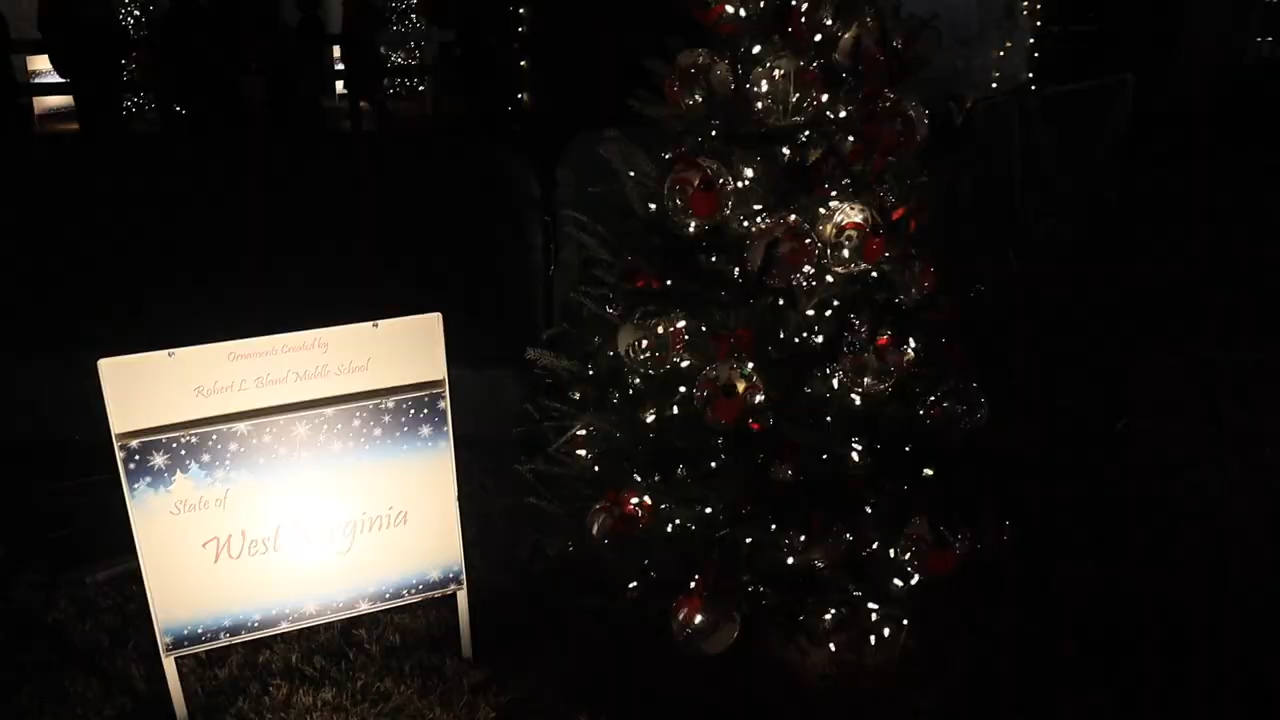 Ornaments Created by
Robert L. Bland Middle School
State of
West Virginia